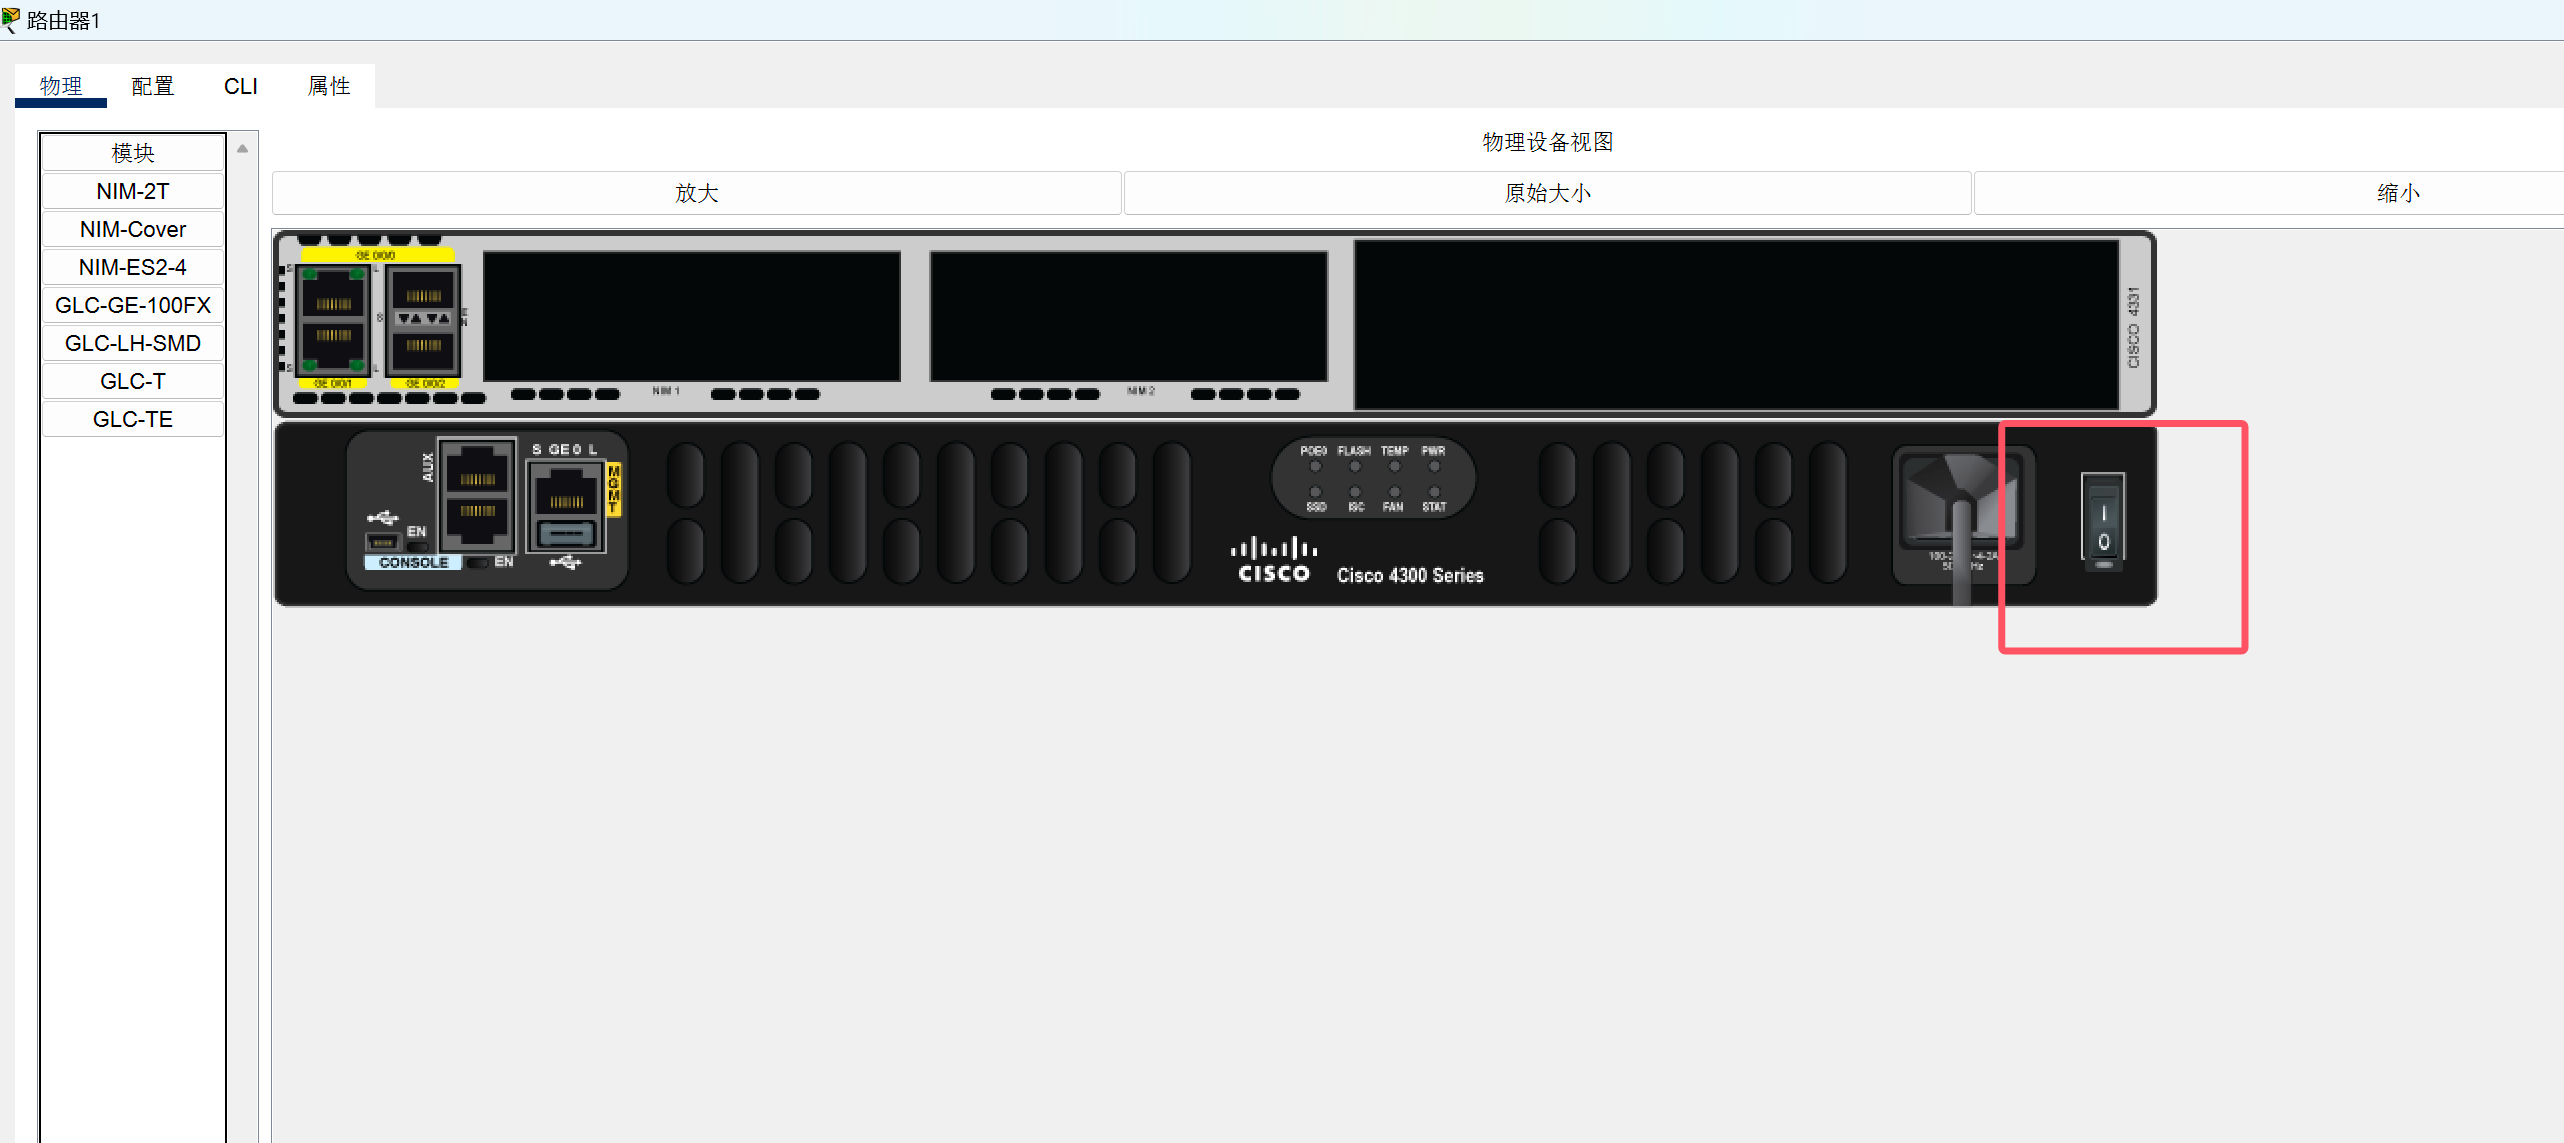 路由器1
物理 配置 CLI 属性
模块
NIM-2T
NIM-Cover
NIM-ES2-4
GLC-GE-100FX
GLC-LH-SMD
GLC-T
GLC-TE
物理设备视图
放大 原始大小 缩小
GE 0/0/0
S L
S
S L
GE 0/0/1 GE 0/0/2
NIM 1 NIM 2
CISCO 4331
AUX
S GE0 L
MGMT
EN
CONSOLE EN
POE0 FLASH TEMP PWR
SSD ISC FAN STAT
CISCO
Cisco 4300 Series
I
O